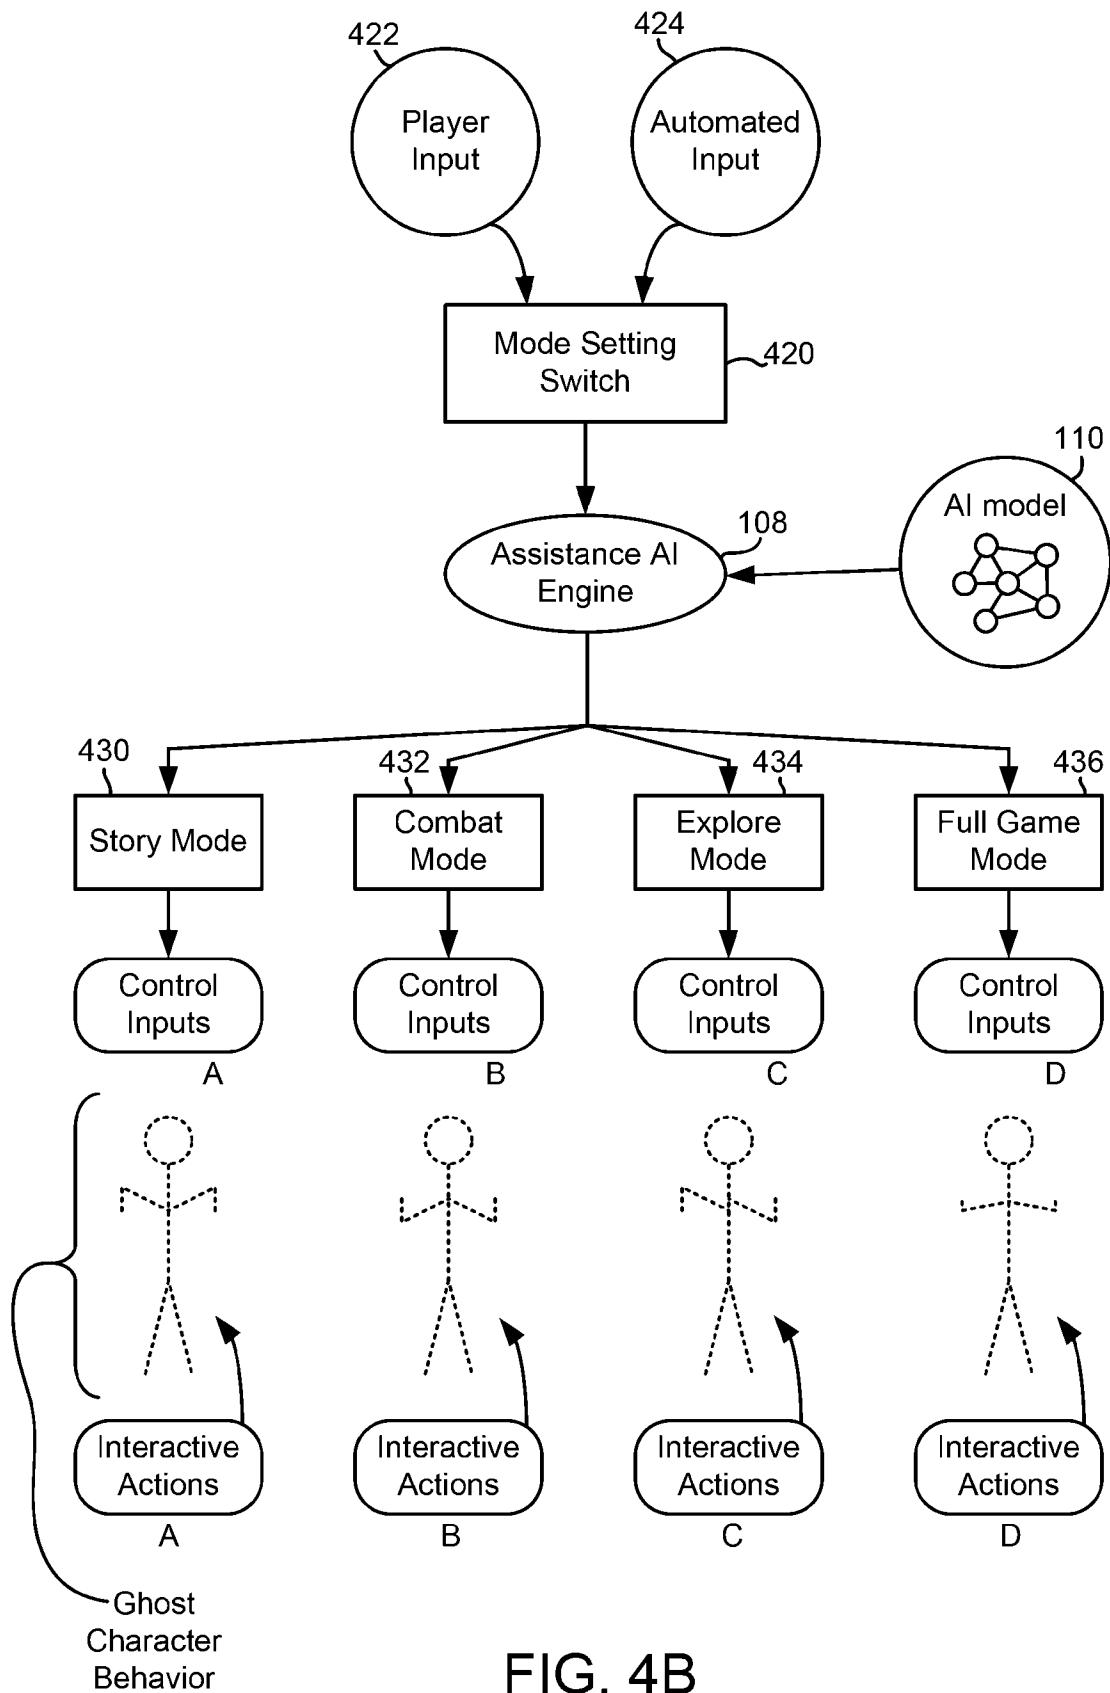 422
424
Player
Input
Automated
Input
Mode Setting
Switch
420
110
AI model
108
Assistance AI
Engine
430
432
434
436
Story Mode
Combat
Mode
Explore
Mode
Full Game
Mode
Control
Inputs
Control
Inputs
Control
Inputs
Control
Inputs
A
B
C
D
Interactive
Actions
Interactive
Actions
Interactive
Actions
Interactive
Actions
A
B
C
D
Ghost
Character
Behavior
FIG. 4B